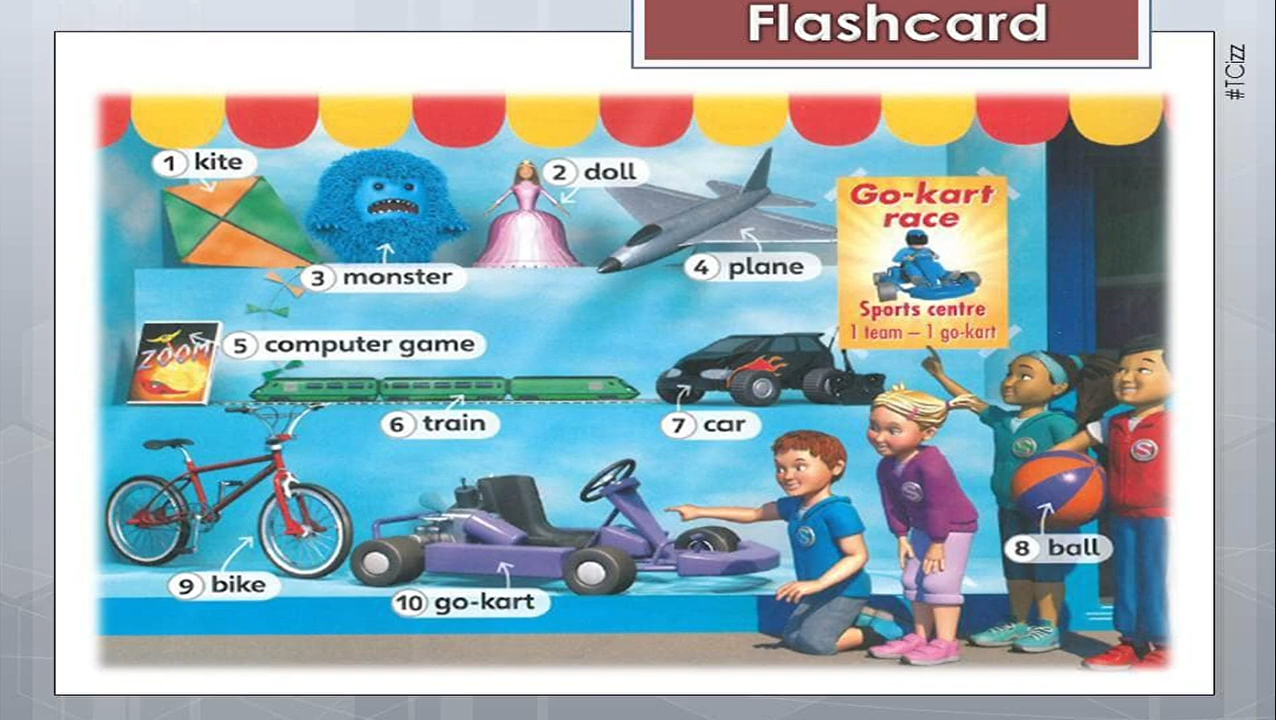 Flashcard
#TCizz
1 kite
2 doll
3 monster
4 plane
Go-kart
race
Sports centre
1 team – 1 go-kart
5 computer game
ZOOM
6 train
7 car
8 ball
9 bike
10 go-kart
S
S
S
S